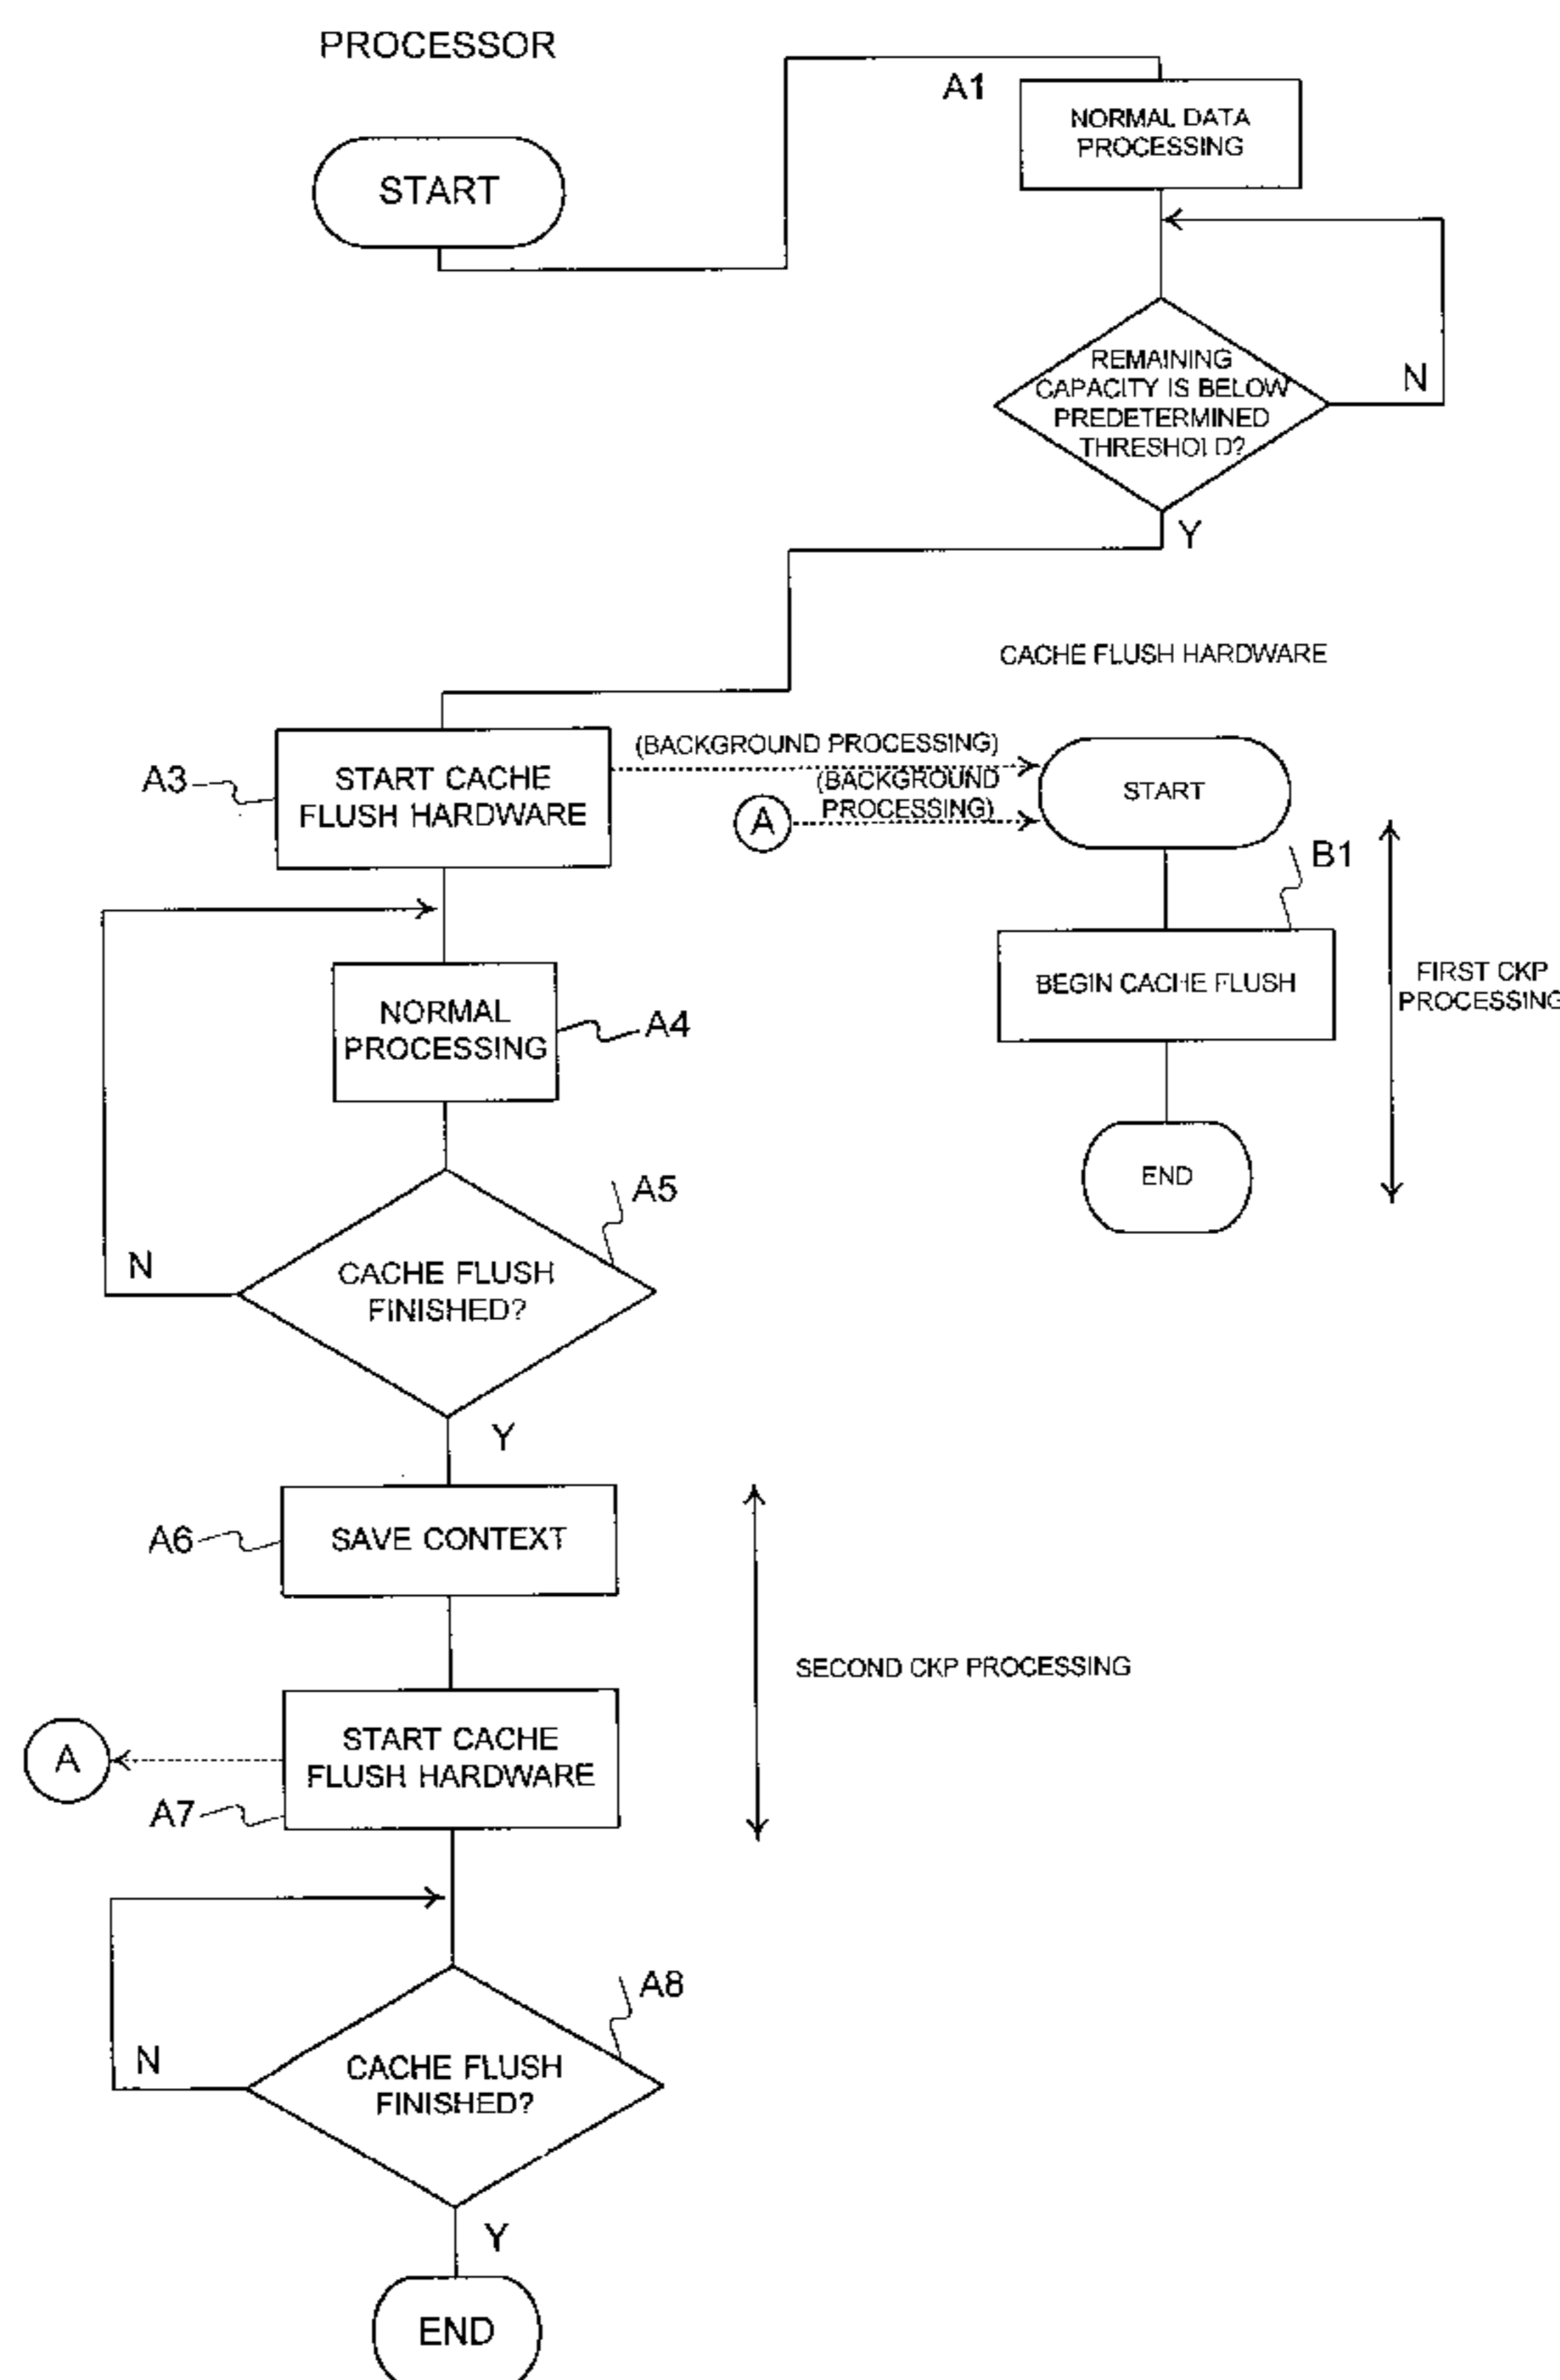 PROCESSOR
START
A1
NORMAL DATA
PROCESSING
REMAINING
CAPACITY IS BELOW
PREDETERMINED
THRESHOLD?
N
Y
CACHE FLUSH HARDWARE
A3
START CACHE
FLUSH HARDWARE
(BACKGROUND PROCESSING)
(BACKGROUND
PROCESSING)
A
START
B1
BEGIN CACHE FLUSH
FIRST CKP
PROCESSING
END
NORMAL
PROCESSING
A4
A5
CACHE FLUSH
FINISHED?
N
Y
A6
SAVE CONTEXT
SECOND CKP PROCESSING
START CACHE
FLUSH HARDWARE
A
A7
A8
CACHE FLUSH
FINISHED?
N
Y
END